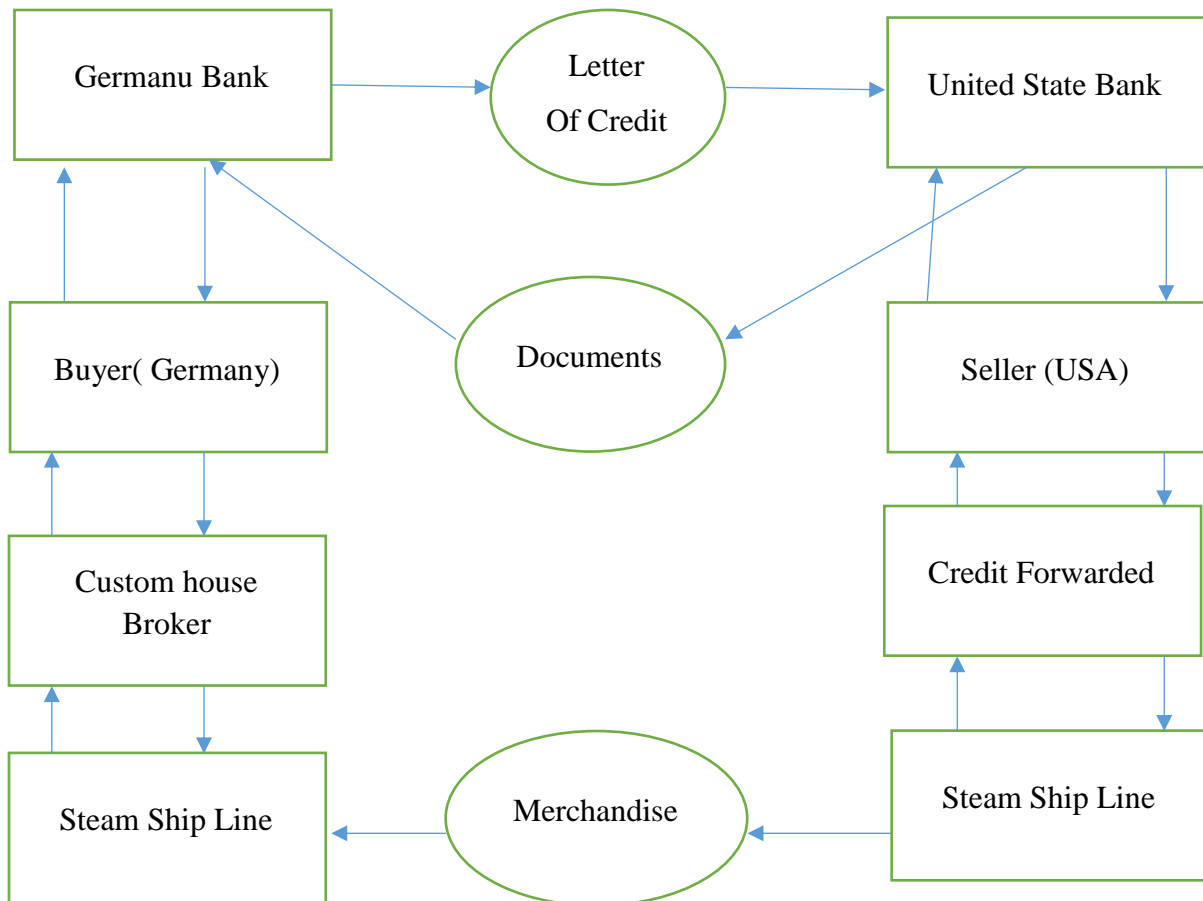 Germanu Bank
Letter
Of Credit
United State Bank
Buyer( Germany)
Documents
Seller (USA)
Custom house
Broker
Credit Forwarded
Steam Ship Line
Merchandise
Steam Ship Line